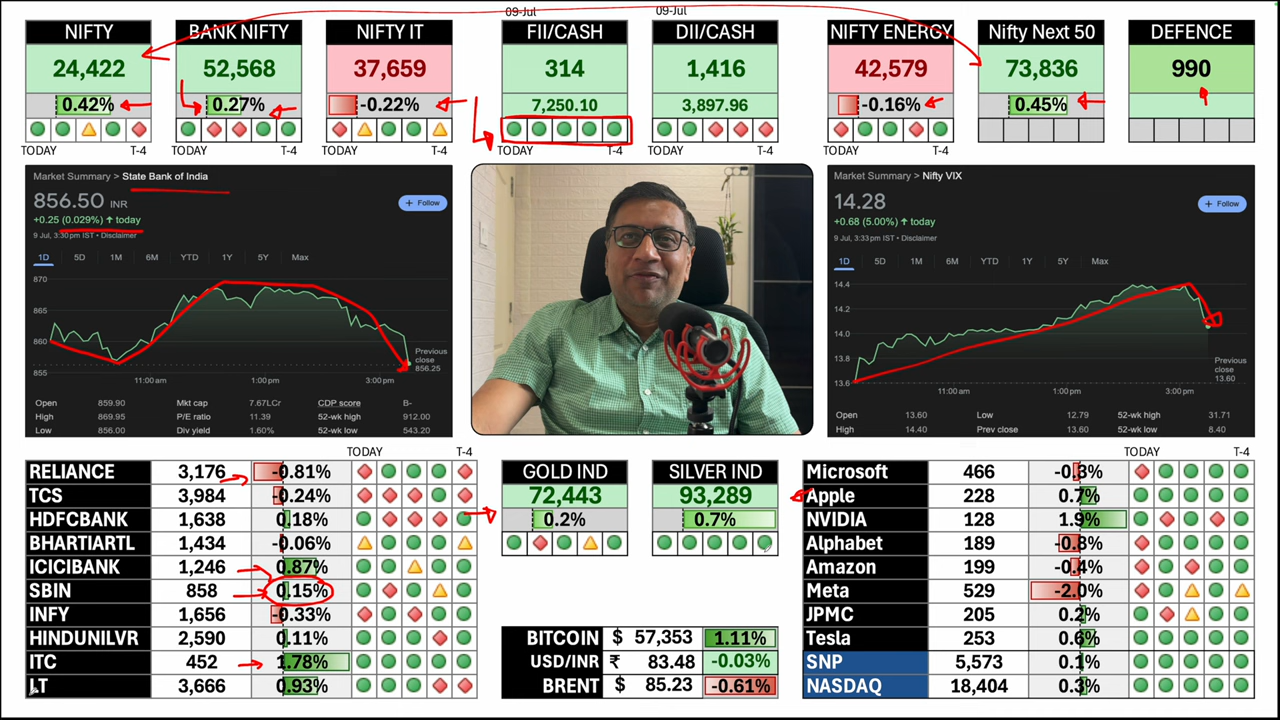 09-Jul 09-Jul
NIFTY BANK NIFTY NIFTY IT FII/CASH DII/CASH NIFTY ENERGY Nifty Next 50 DEFENCE
24,422 52,568 37,659 314 1,416 42,579 73,836 990
0.42% 0.27% -0.22% 7,250.10 3,897.96 -0.16% 0.45%
TODAY T-4 TODAY T-4 TODAY T-4 TODAY T-4
Market Summary > State Bank of India
856.50 INR
+ Follow
+0.25 (0.029%) ↑ today
9 Jul, 3:30 pm IST • Disclaimer
1D 5D 1M 6M YTD 1Y 5Y Max
870
865
860
855
Previous close 856.25
11:00 am 1:00 pm 3:00 pm
Open 859.90 Mkt cap 7.67LCr CDP score B-
High 869.95 P/E ratio 11.39 52-wk high 912.00
Low 856.00 Div yield 1.60% 52-wk low 543.20
Market Summary > Nifty VIX
14.28
+ Follow
+0.68 (5.00%) ↑ today
9 Jul, 3:33 pm IST • Disclaimer
1D 5D 1M 6M YTD 1Y 5Y Max
14.4
14.2
14.0
13.8
13.6
Previous close 13.60
11:00 am 1:00 pm 3:00 pm
Open 13.60 Low 12.79 52-wk high 31.71
High 14.40 Prev close 13.60 52-wk low 8.40
TODAY T-4
RELIANCE 3,176 -0.81%
TCS 3,984 -0.24%
HDFCBANK 1,638 0.18%
BHARTIARTL 1,434 -0.06%
ICICIBANK 1,246 0.87%
SBIN 858 0.15%
INFY 1,656 -0.33%
HINDUNILVR 2,590 0.11%
ITC 452 1.78%
LT 3,666 0.93%
GOLD IND SILVER IND
72,443 93,289
0.2% 0.7%
BITCOIN $ 57,353 1.11%
USD/INR ₹ 83.48 -0.03%
BRENT $ 85.23 -0.61%
TODAY T-4
Microsoft 466 -0.3%
Apple 228 0.7%
NVIDIA 128 1.9%
Alphabet 189 -0.8%
Amazon 199 -0.4%
Meta 529 -2.0%
JPMC 205 0.2%
Tesla 253 0.6%
SNP 5,573 0.1%
NASDAQ 18,404 0.3%